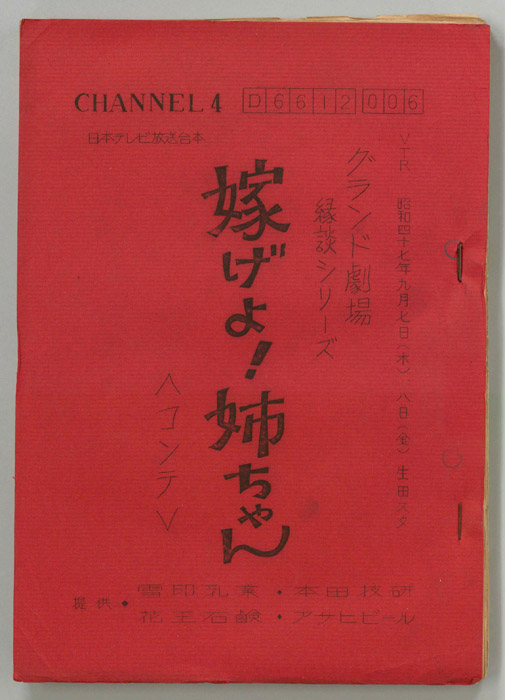 CHANNEL 4 D6612006
日本テレビ放送台本
VTR 昭和四十七年九月七日(木)、八日(金)生田スタ
グランド劇場
縁談シリーズ
嫁げよ!姉ちゃん
〈コンテ〉
提供◆雪印乳業・本田技研
花王石鹸・アサヒビール